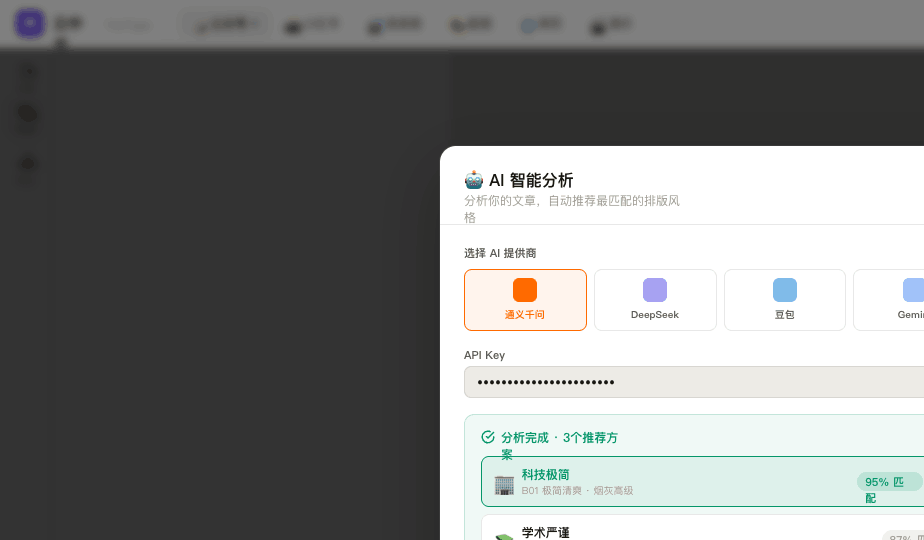 AI 智能分析
分析你的文章，自动推荐最匹配的排版风
格
选择 AI 提供商
通义千问
DeepSeek
豆包
Gemi
API Key
分析完成 · 3个推荐方
案
科技极简
B01 极简清爽 · 烟灰高级
95% 匹
配
学术严谨
87% 匹